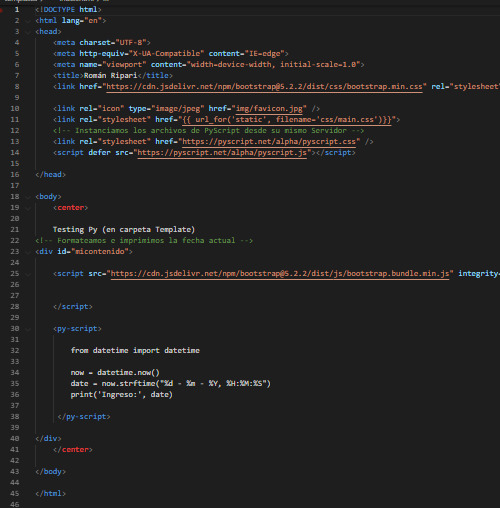 1 <!DOCTYPE html>
2 <html lang="en">
3 <head>
4 <meta charset="UTF-8">
5 <meta http-equiv="X-UA-Compatible" content="IE=edge">
6 <meta name="viewport" content="width=device-width, initial-scale=1.0">
7 <title>Román Ripari</title>
8 <link href="https://cdn.jsdelivr.net/npm/bootstrap@5.2.2/dist/css/bootstrap.min.css" rel="stylesheet"
9
10 <link rel="icon" type="image/jpeg" href="img/favicon.jpg" />
11 <link rel="stylesheet" href="{{ url_for('static', filename='css/main.css')}}">
12 <!-- Instanciamos los archivos de PyScript desde su mismo Servidor -->
13 <link rel="stylesheet" href="https://pyscript.net/alpha/pyscript.css" />
14 <script defer src="https://pyscript.net/alpha/pyscript.js"></script>
15
16 </head>
17
18 <body>
19 <center>
20
21 Testing Py (en carpeta Template)
22 <!-- Formateamos e imprimimos la fecha actual -->
23 <div id="micontenido">
24
25 <script src="https://cdn.jsdelivr.net/npm/bootstrap@5.2.2/dist/js/bootstrap.bundle.min.js" integrity=
26
27
28 </script>
29
30 <py-script>
31
32 from datetime import datetime
33
34 now = datetime.now()
35 date = now.strftime("%d - %m - %Y, %H:%M:%S")
36 print('Ingreso:', date)
37
38 </py-script>
39
40 </div>
41 </center>
42
43 </body>
44
45 </html>
46